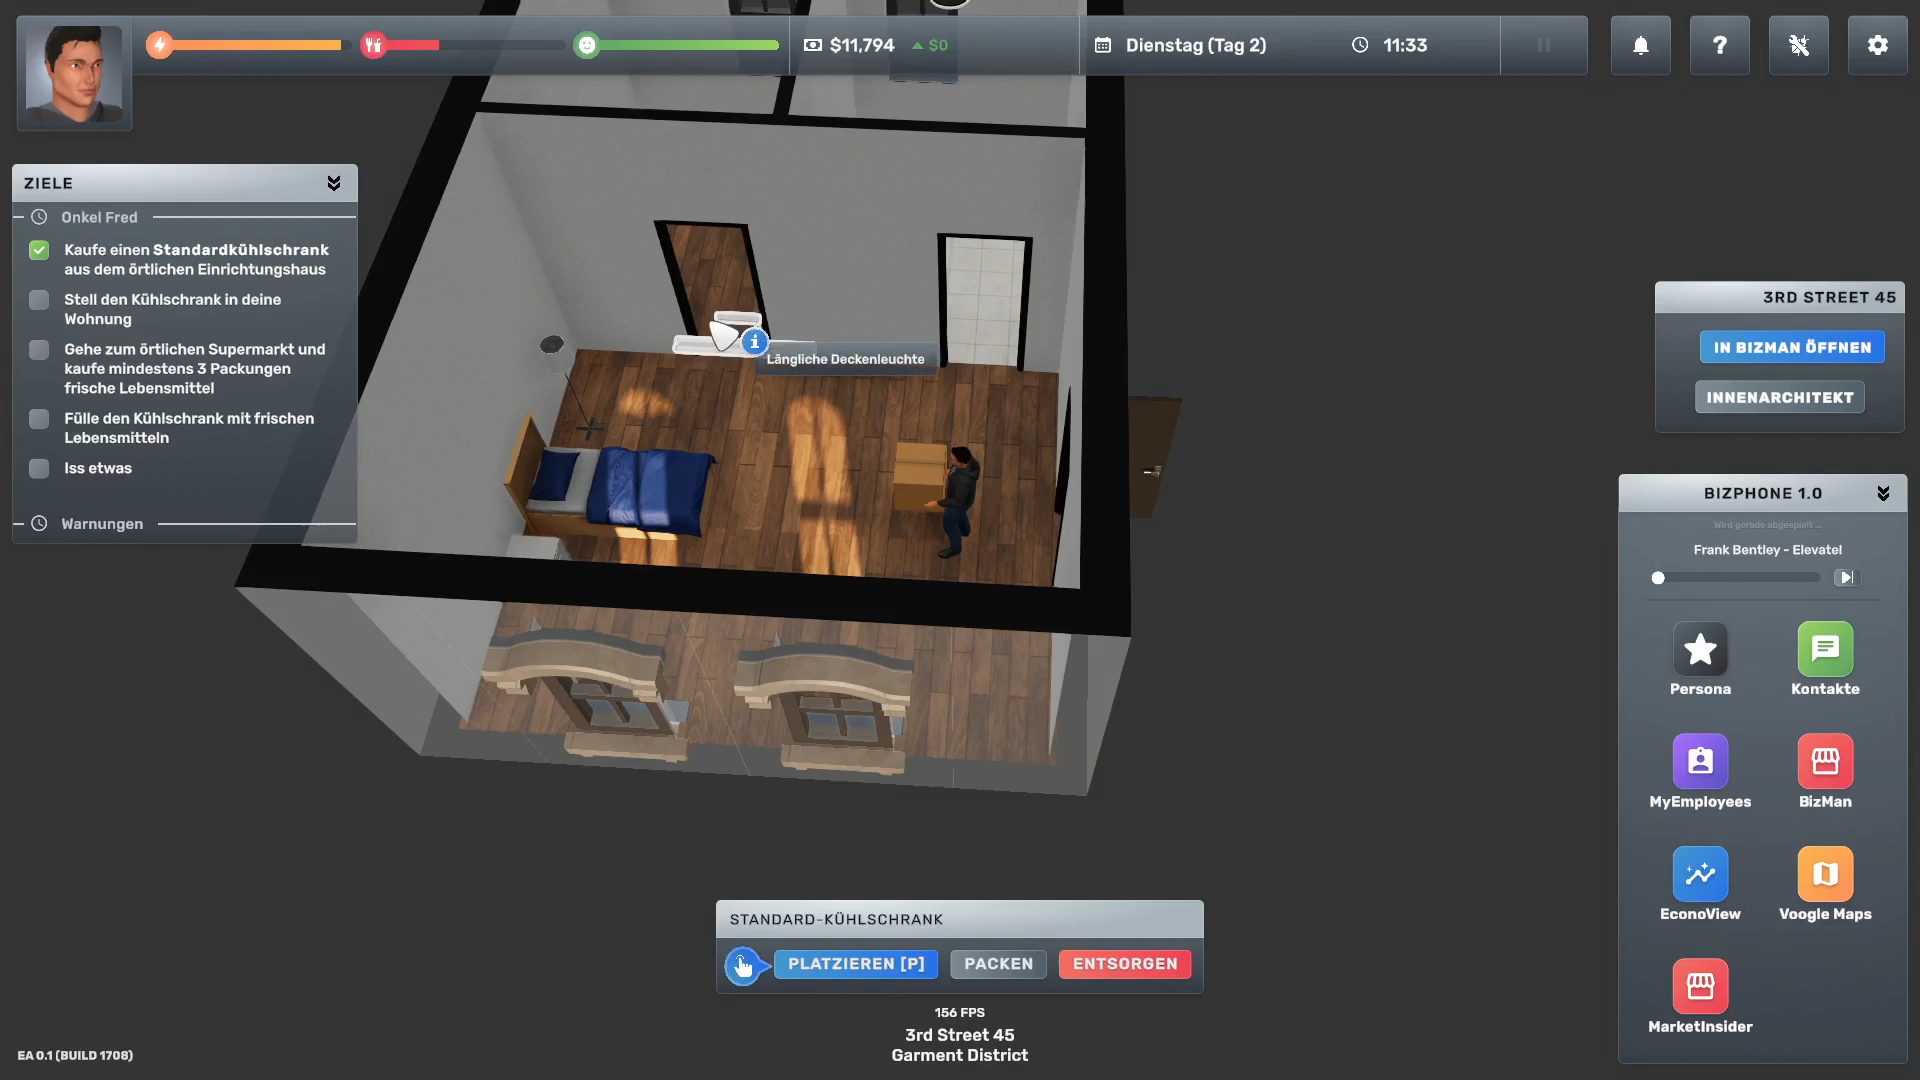 $11,794
$0
Dienstag (Tag 2)
11:33
?
ZIELE
Onkel Fred
Kaufe einen Standardkühlschrank
aus dem örtlichen Einrichtungshaus
Stell den Kühlschrank in deine
Wohnung
Gehe zum örtlichen Supermarkt und
kaufe mindestens 3 Packungen
frische Lebensmittel
Fülle den Kühlschrank mit frischen
Lebensmitteln
Iss etwas
Warnungen
i
Längliche Deckenleuchte
3RD STREET 45
IN BIZMAN ÖFFNEN
INNENARCHITEKT
BIZPHONE 1.0
Wird gerade abgespielt ...
Frank Bentley - Elevate!
Persona
Kontakte
MyEmployees
BizMan
EconoView
Voogle Maps
MarketInsider
STANDARD-KÜHLSCHRANK
PLATZIEREN [P]
PACKEN
ENTSORGEN
156 FPS
3rd Street 45
Garment District
EA 0.1 (BUILD 1708)